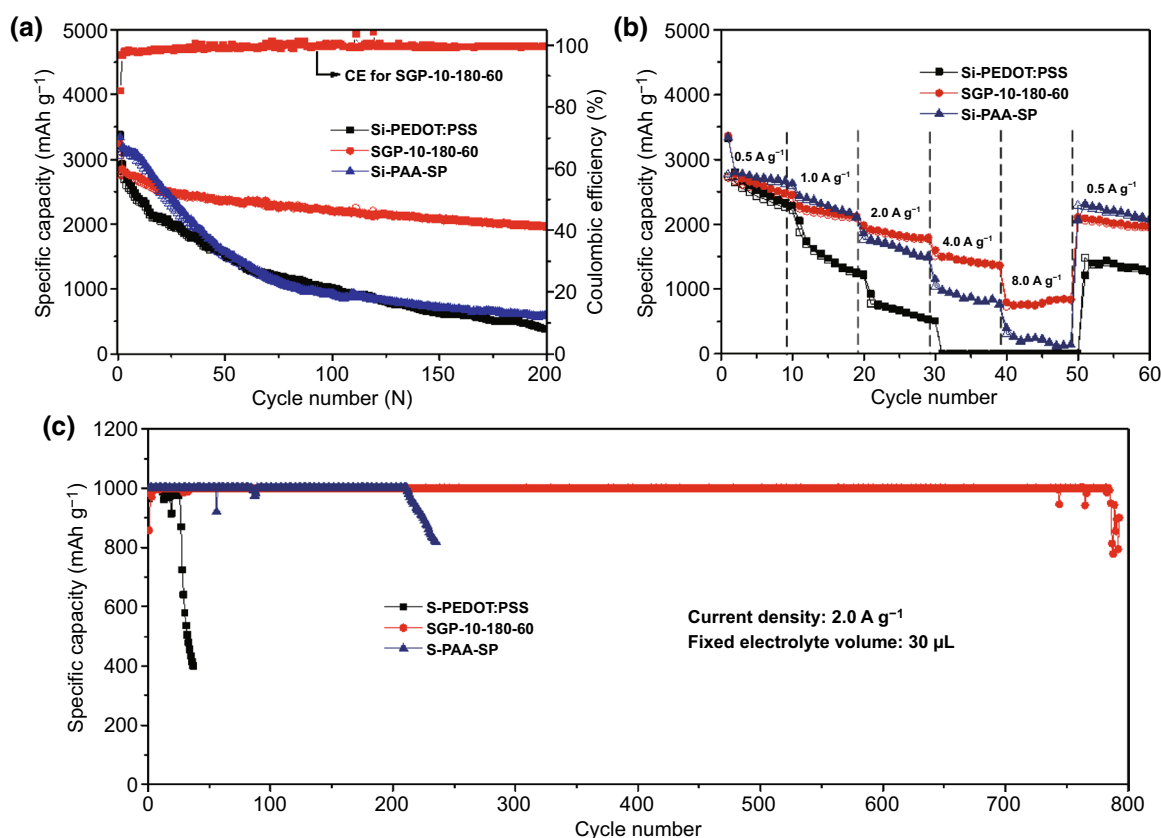 (a)
5000
4000
3000
2000
1000
0
Specific capacity (mAh g⁻¹)
100
80
60
40
20
0
Coulombic efficiency (%)
CE for SGP-10-180-60
Si-PEDOT:PSS
SGP-10-180-60
Si-PAA-SP
0 50 100 150 200
Cycle number (N)
(b)
5000
4000
3000
2000
1000
0
Specific capacity (mAh g⁻¹)
Si-PEDOT:PSS
SGP-10-180-60
Si-PAA-SP
0.5 A g⁻¹
1.0 A g⁻¹
2.0 A g⁻¹
4.0 A g⁻¹
8.0 A g⁻¹
0.5 A g⁻¹
0 10 20 30 40 50 60
Cycle number
(c)
1200
1000
800
600
400
200
0
Specific capacity (mAh g⁻¹)
S-PEDOT:PSS
SGP-10-180-60
S-PAA-SP
Current density: 2.0 A g⁻¹
Fixed electrolyte volume: 30 µL
0 100 200 300 400 500 600 700 800
Cycle number